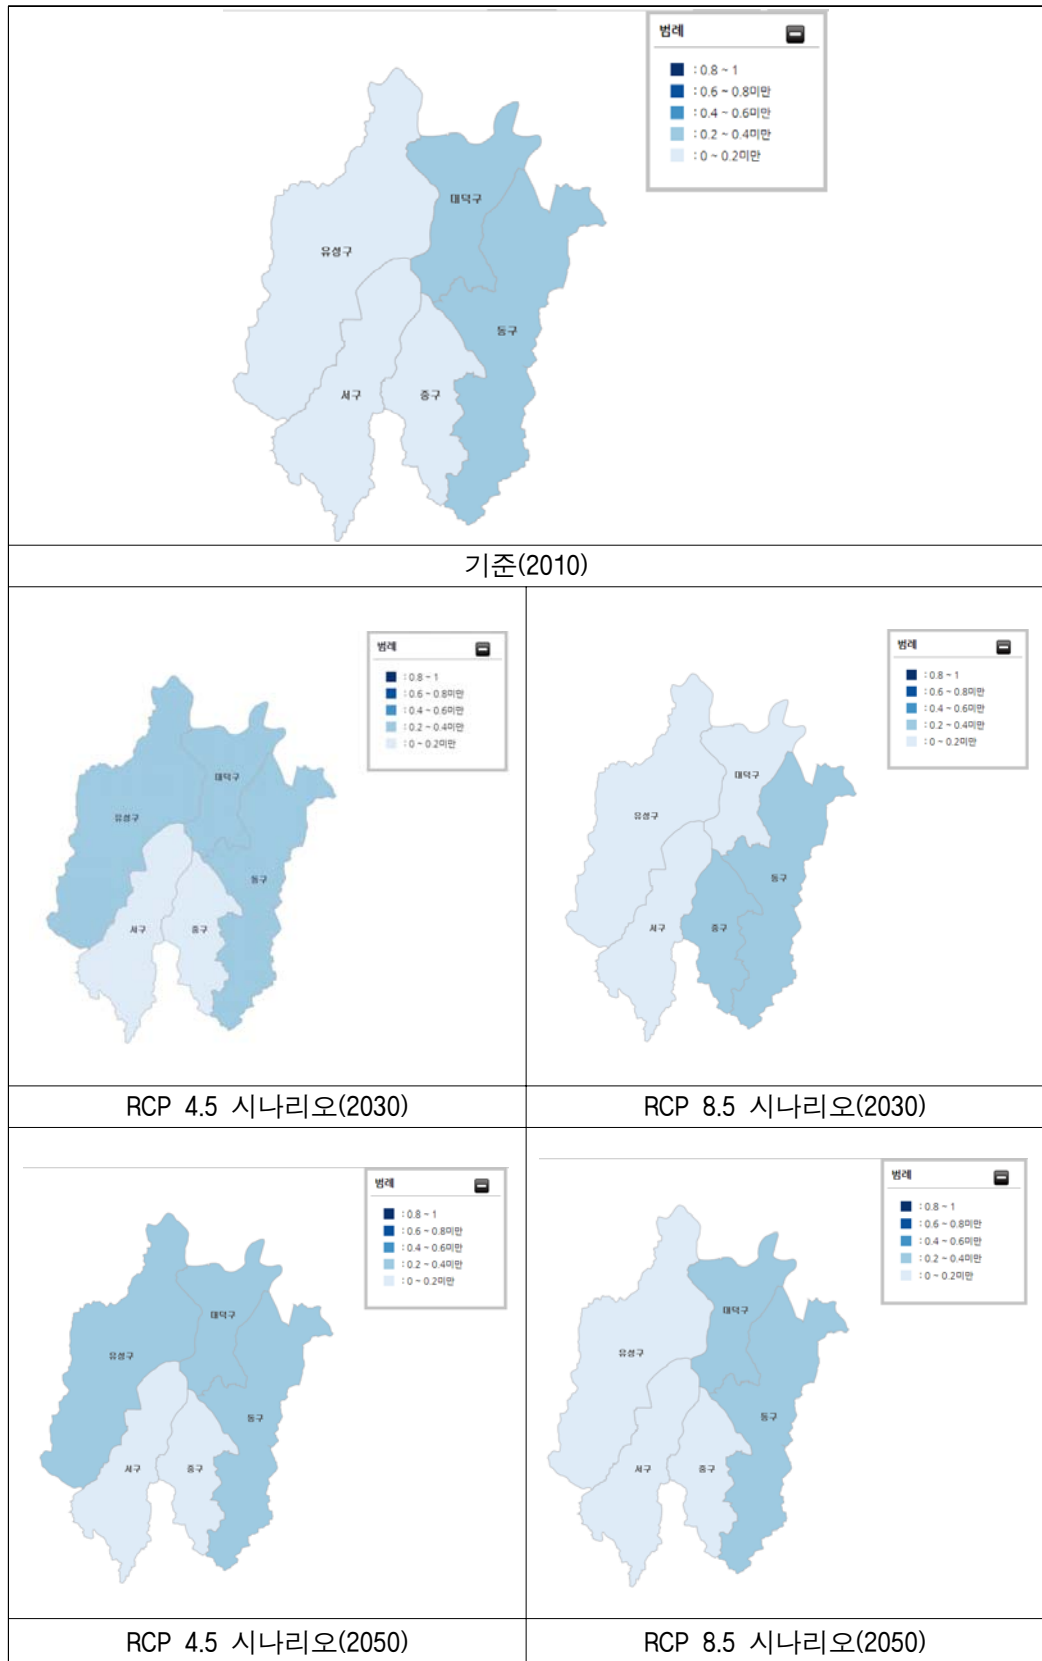 범례
: 0.8 ~ 1
: 0.6 ~ 0.8미만
: 0.4 ~ 0.6미만
: 0.2 ~ 0.4미만
: 0 ~ 0.2미만
대덕구
유성구
동구
서구
중구
기준(2010)
범례
: 0.8 ~ 1
: 0.6 ~ 0.8미만
: 0.4 ~ 0.6미만
: 0.2 ~ 0.4미만
: 0 ~ 0.2미만
대덕구
유성구
동구
서구
중구
RCP 4.5 시나리오(2030)
범례
: 0.8 ~ 1
: 0.6 ~ 0.8미만
: 0.4 ~ 0.6미만
: 0.2 ~ 0.4미만
: 0 ~ 0.2미만
대덕구
유성구
동구
서구
중구
RCP 8.5 시나리오(2030)
범례
: 0.8 ~ 1
: 0.6 ~ 0.8미만
: 0.4 ~ 0.6미만
: 0.2 ~ 0.4미만
: 0 ~ 0.2미만
대덕구
유성구
동구
서구
중구
RCP 4.5 시나리오(2050)
범례
: 0.8 ~ 1
: 0.6 ~ 0.8미만
: 0.4 ~ 0.6미만
: 0.2 ~ 0.4미만
: 0 ~ 0.2미만
대덕구
유성구
동구
서구
중구
RCP 8.5 시나리오(2050)